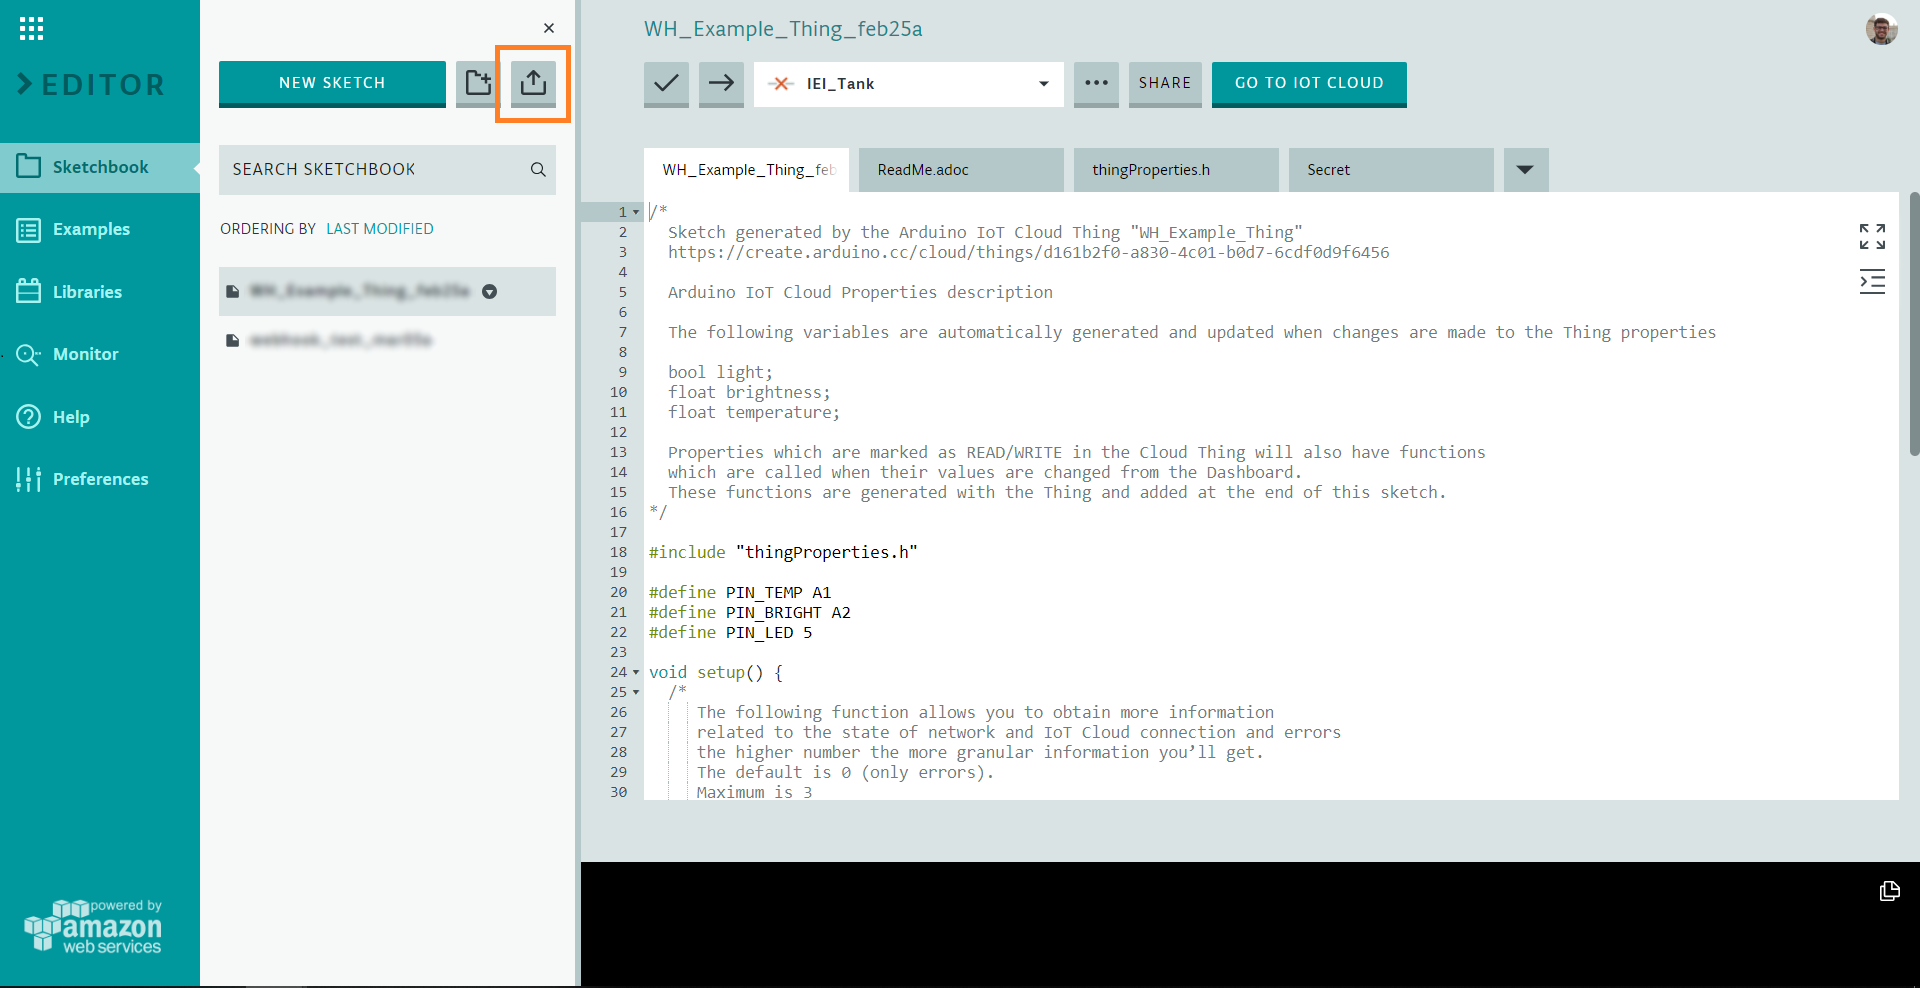 EDITOR
Sketchbook
Examples
Libraries
Monitor
Help
Preferences
powered by
amazon
web services
NEW SKETCH
SEARCH SKETCHBOOK
ORDERING BY LAST MODIFIED
WH_Example_Thing_feb25a
WH_Example_Thing_feb25a
IEI_Tank
SHARE
GO TO IOT CLOUD
WH_Example_Thing_feb
ReadMe.adoc
thingProperties.h
Secret
1 /*
2 Sketch generated by the Arduino IoT Cloud Thing "WH_Example_Thing"
3 https://create.arduino.cc/cloud/things/d161b2f0-a830-4c01-b0d7-6cdf0d9f6456
4
5 Arduino IoT Cloud Properties description
6
7 The following variables are automatically generated and updated when changes are made to the Thing properties
8
9 bool light;
10 float brightness;
11 float temperature;
12
13 Properties which are marked as READ/WRITE in the Cloud Thing will also have functions
14 which are called when their values are changed from the Dashboard.
15 These functions are generated with the Thing and added at the end of this sketch.
16 */
17
18 #include "thingProperties.h"
19
20 #define PIN_TEMP A1
21 #define PIN_BRIGHT A2
22 #define PIN_LED 5
23
24 void setup() {
25 /*
26 The following function allows you to obtain more information
27 related to the state of network and IoT Cloud connection and errors
28 the higher number the more granular information you’ll get.
29 The default is 0 (only errors).
30 Maximum is 3